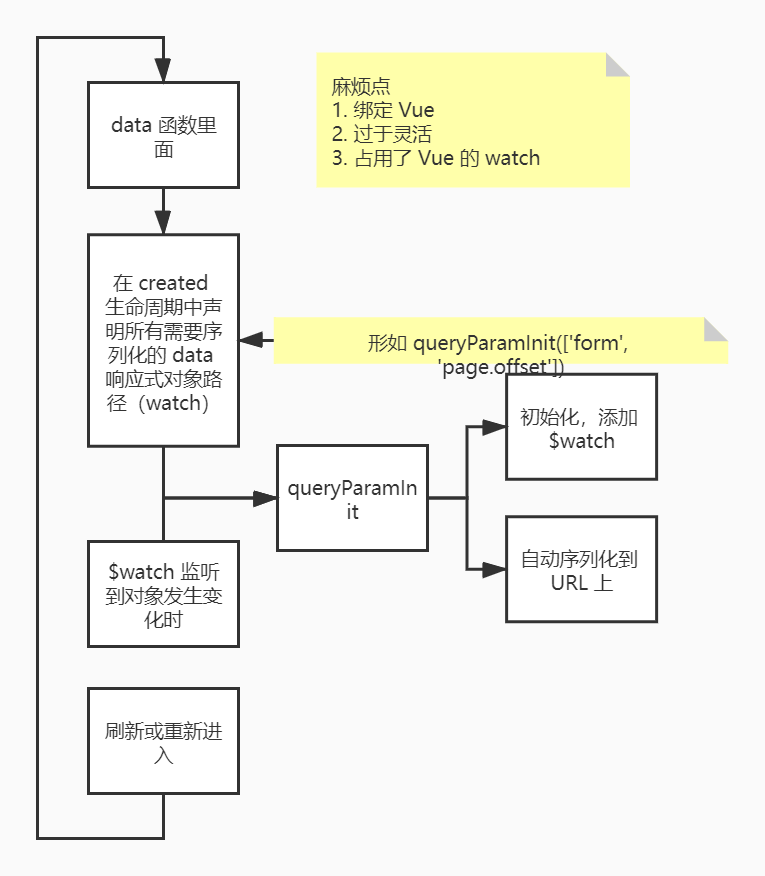 data 函数里
面
麻烦点
1. 绑定 Vue
2. 过于灵活
3. 占用了 Vue 的 watch
在 created
生命周期中声
明所有需要序
列化的 data
响应式对象路
径（watch）
形如 queryParamInit(['form',
'page.offset'])
初始化，添加
$watch
queryParamIn
it
自动序列化到
URL 上
$watch 监听
到对象发生变
化时
刷新或重新进
入